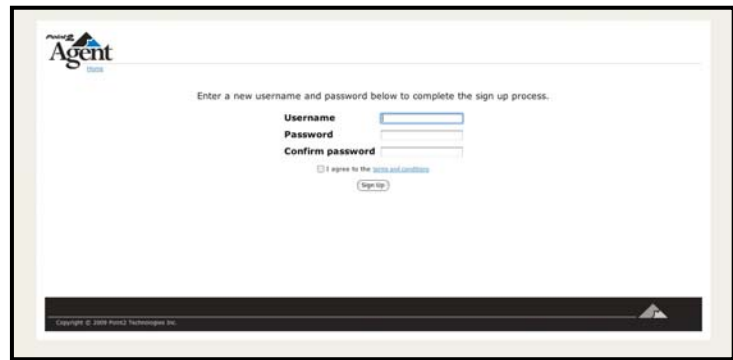 Point2
Agent
Home
Enter a new username and password below to complete the sign up process.
Username
Password
Confirm password
I agree to the terms and conditions
Sign Up
Copyright © 2009 Point2 Technologies Inc.